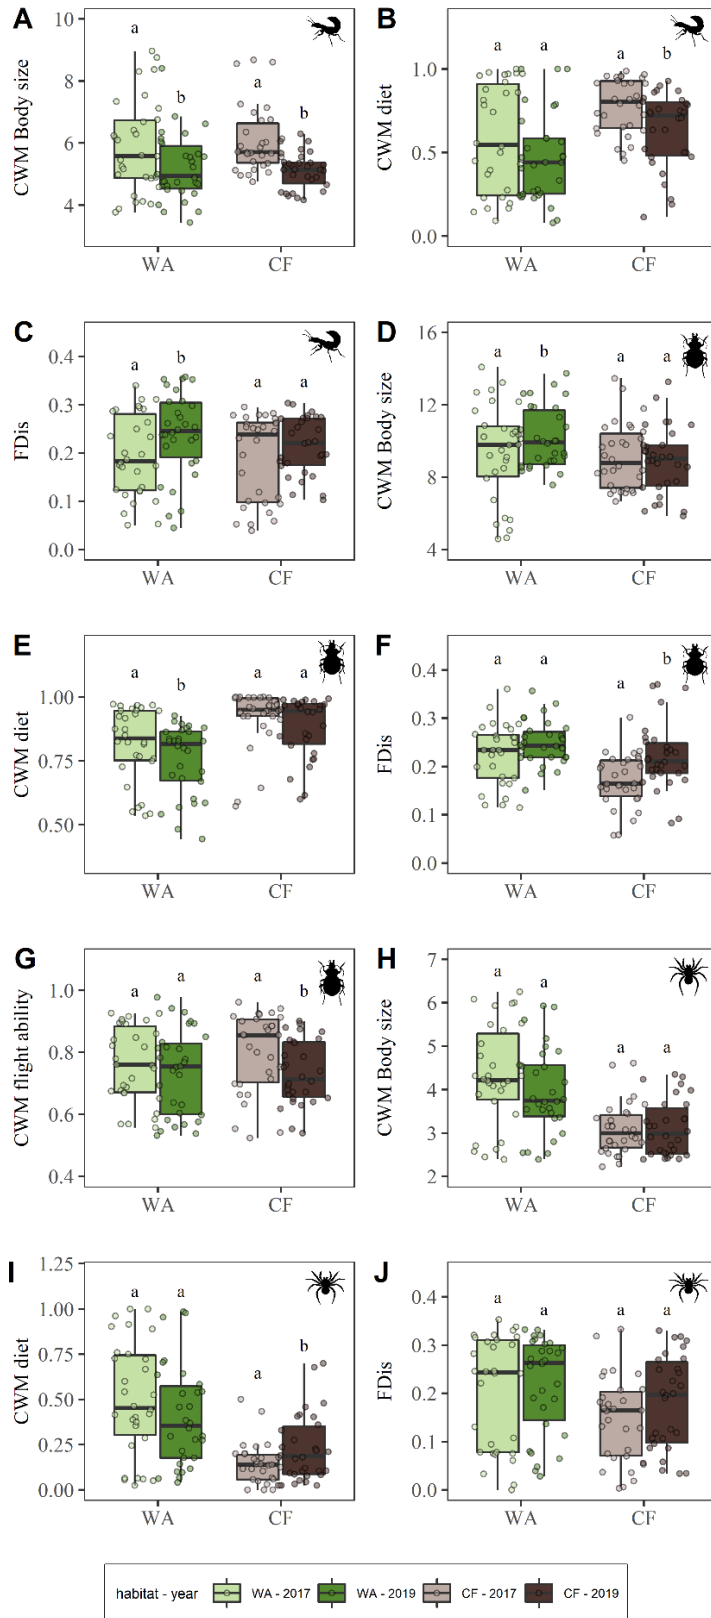 A
B
10
8
6
4
CWM Body size
a
b
a
b
WA
CF
1.0
0.5
0.0
CWM diet
a
a
a
b
WA
CF
C
D
0.4
0.3
0.2
0.1
0.0
FDis
a
b
a
a
WA
CF
16
12
8
4
CWM Body size
a
b
a
a
WA
CF
E
F
1.00
0.75
0.50
CWM diet
a
b
a
a
WA
CF
0.4
0.3
0.2
0.1
0.0
FDis
a
a
a
b
WA
CF
G
H
1.0
0.8
0.6
0.4
CWM flight ability
a
a
a
b
WA
CF
7
6
5
4
3
2
CWM Body size
a
a
a
a
WA
CF
I
J
1.25
1.00
0.75
0.50
0.25
0.00
CWM diet
a
a
a
b
WA
CF
0.4
0.3
0.2
0.1
0.0
FDis
a
a
a
a
WA
CF
habitat - year WA - 2017 WA - 2019 CF - 2017 CF - 2019